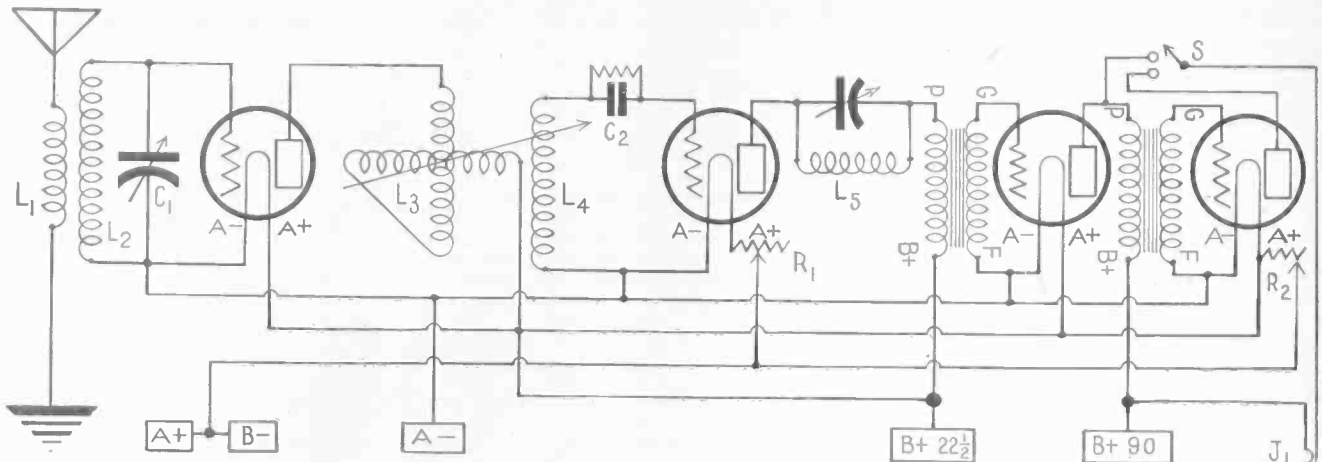 L1
L2
C1
A-
A+
L3
L4
C2
A-
A+
R1
L5
P
G
B+
F
A-
A+
P
G
B+
F
S
A-
A+
R2
A+
B-
A-
B+ 22½
B+ 90
J1